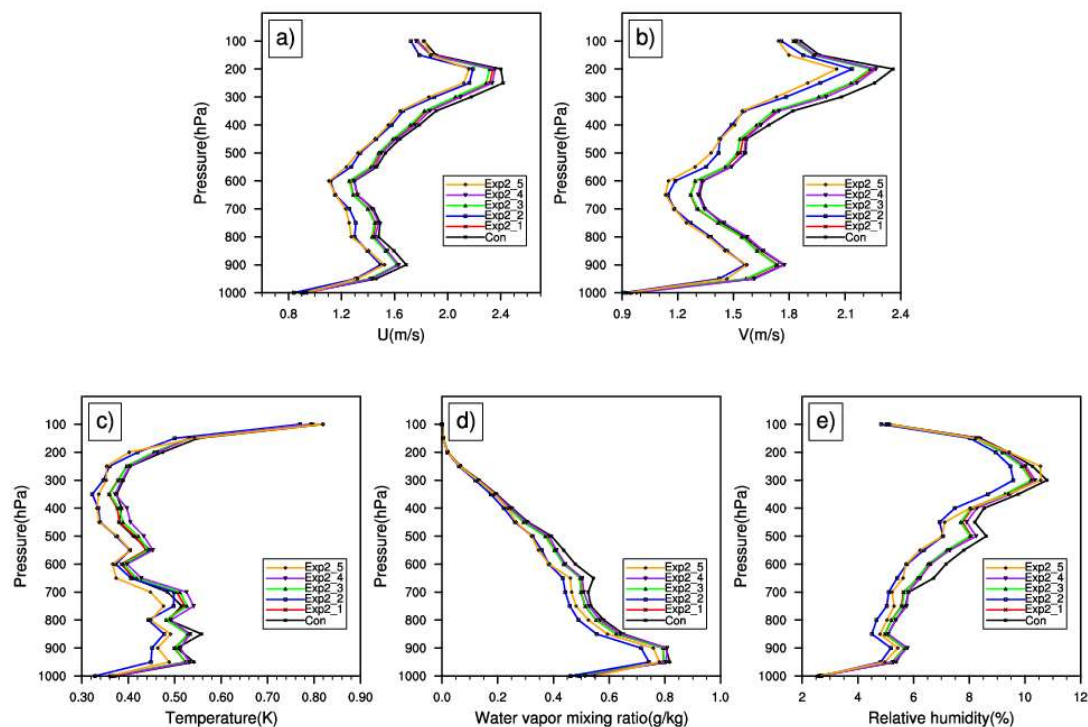 a)
100
200
300
400
500
600
700
800
900
1000
Pressure(hPa)
Exp2_5
Exp2_4
Exp2_3
Exp2_2
Exp2_1
Con
0.8 1.2 1.6 2.0 2.4
U(m/s)
b)
100
200
300
400
500
600
700
800
900
1000
Pressure(hPa)
Exp2_5
Exp2_4
Exp2_3
Exp2_2
Exp2_1
Con
0.9 1.2 1.5 1.8 2.1 2.4
V(m/s)
c)
100
200
300
400
500
600
700
800
900
1000
Pressure(hPa)
Exp2_5
Exp2_4
Exp2_3
Exp2_2
Exp2_1
Con
0.30 0.40 0.50 0.60 0.70 0.80 0.90
Temperature(K)
d)
100
200
300
400
500
600
700
800
900
1000
Pressure(hPa)
Exp2_5
Exp2_4
Exp2_3
Exp2_2
Exp2_1
Con
0.0 0.2 0.4 0.6 0.8 1.0
Water vapor mixing ratio(g/kg)
e)
100
200
300
400
500
600
700
800
900
1000
Pressure(hPa)
Exp2_5
Exp2_4
Exp2_3
Exp2_2
Exp2_1
Con
2 4 6 8 10 12
Relative humidity(%)